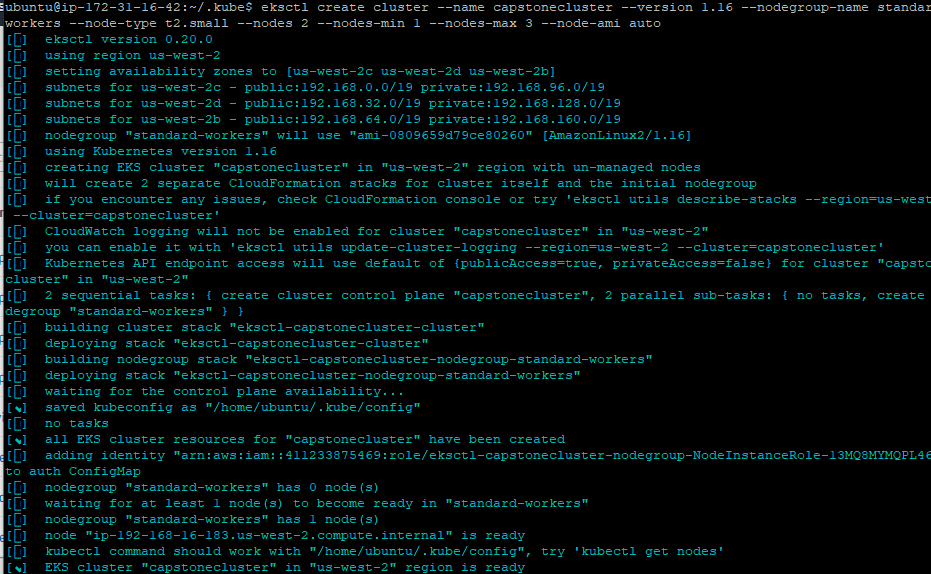 ubuntu@ip-172-31-16-42:~/.kube$ eksctl create cluster --name capstonecluster --version 1.16 --nodegroup-name standar
workers --node-type t2.small --nodes 2 --nodes-min 1 --nodes-max 3 --node-ami auto
[ℹ]  eksctl version 0.20.0
[ℹ]  using region us-west-2
[ℹ]  setting availability zones to [us-west-2c us-west-2d us-west-2b]
[ℹ]  subnets for us-west-2c - public:192.168.0.0/19 private:192.168.96.0/19
[ℹ]  subnets for us-west-2d - public:192.168.32.0/19 private:192.168.128.0/19
[ℹ]  subnets for us-west-2b - public:192.168.64.0/19 private:192.168.160.0/19
[ℹ]  nodegroup "standard-workers" will use "ami-0809659d79ce80260" [AmazonLinux2/1.16]
[ℹ]  using Kubernetes version 1.16
[ℹ]  creating EKS cluster "capstonecluster" in "us-west-2" region with un-managed nodes
[ℹ]  will create 2 separate CloudFormation stacks for cluster itself and the initial nodegroup
[ℹ]  if you encounter any issues, check CloudFormation console or try 'eksctl utils describe-stacks --region=us-west
--cluster=capstonecluster'
[ℹ]  CloudWatch logging will not be enabled for cluster "capstonecluster" in "us-west-2"
[ℹ]  you can enable it with 'eksctl utils update-cluster-logging --region=us-west-2 --cluster=capstonecluster'
[ℹ]  Kubernetes API endpoint access will use default of {publicAccess=true, privateAccess=false} for cluster "capsto
cluster" in "us-west-2"
[ℹ]  2 sequential tasks: { create cluster control plane "capstonecluster", 2 parallel sub-tasks: { no tasks, create
degroup "standard-workers" } }
[ℹ]  building cluster stack "eksctl-capstonecluster-cluster"
[ℹ]  deploying stack "eksctl-capstonecluster-cluster"
[ℹ]  building nodegroup stack "eksctl-capstonecluster-nodegroup-standard-workers"
[ℹ]  deploying stack "eksctl-capstonecluster-nodegroup-standard-workers"
[ℹ]  waiting for the control plane availability...
[✔]  saved kubeconfig as "/home/ubuntu/.kube/config"
[ℹ]  no tasks
[✔]  all EKS cluster resources for "capstonecluster" have been created
[ℹ]  adding identity "arn:aws:iam::411233875469:role/eksctl-capstonecluster-nodegroup-NodeInstanceRole-13MQ8MYMQPL46
to auth ConfigMap
[ℹ]  nodegroup "standard-workers" has 0 node(s)
[ℹ]  waiting for at least 1 node(s) to become ready in "standard-workers"
[ℹ]  nodegroup "standard-workers" has 1 node(s)
[ℹ]  node "ip-192-168-16-183.us-west-2.compute.internal" is ready
[ℹ]  kubectl command should work with "/home/ubuntu/.kube/config", try 'kubectl get nodes'
[✔]  EKS cluster "capstonecluster" in "us-west-2" region is ready